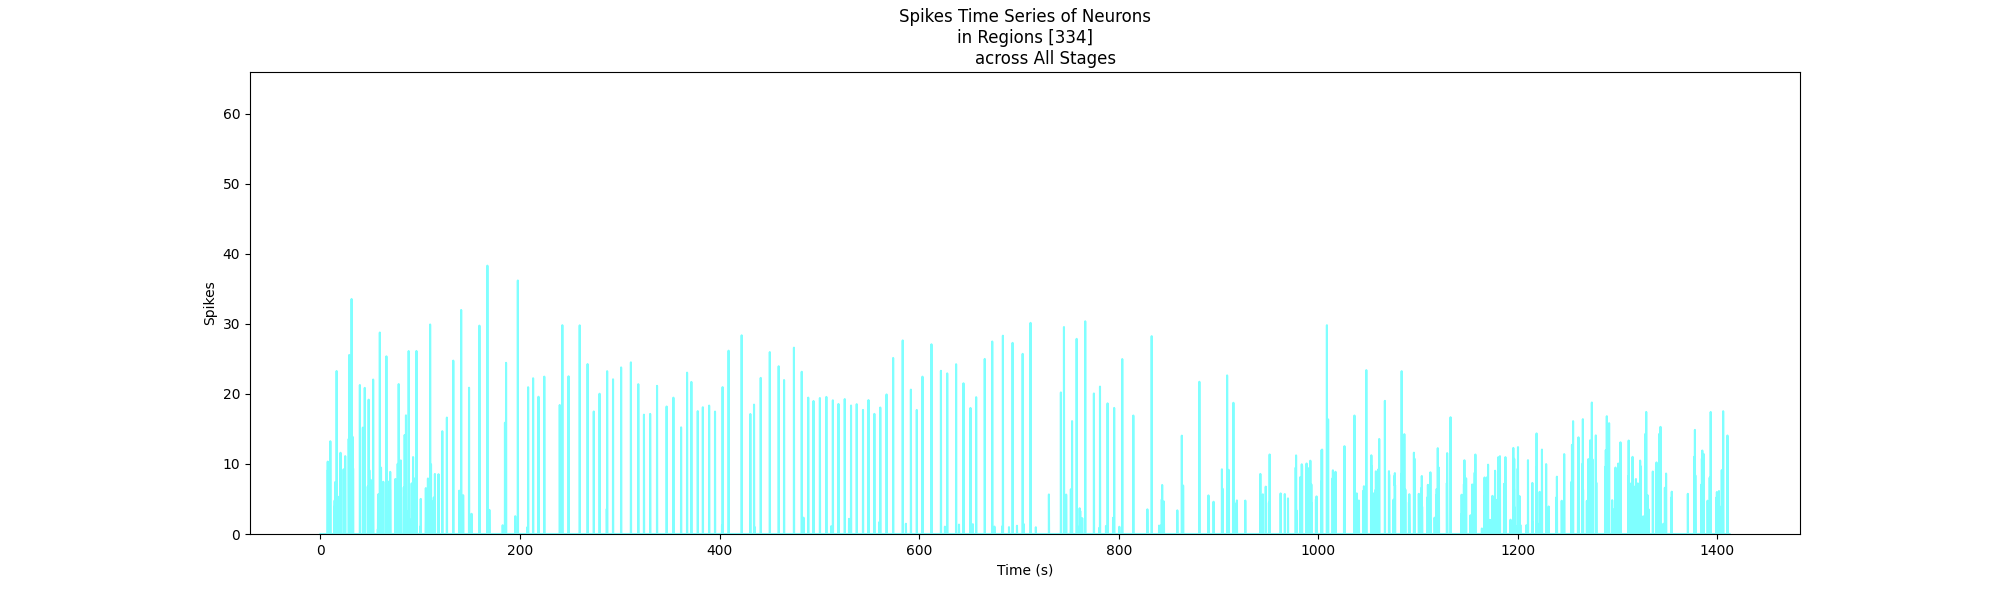 Spikes Time Series of Neurons
in Regions [334]
across All Stages
60
50
40
30
20
10
0
Spikes
0 200 400 600 800 1000 1200 1400
Time (s)